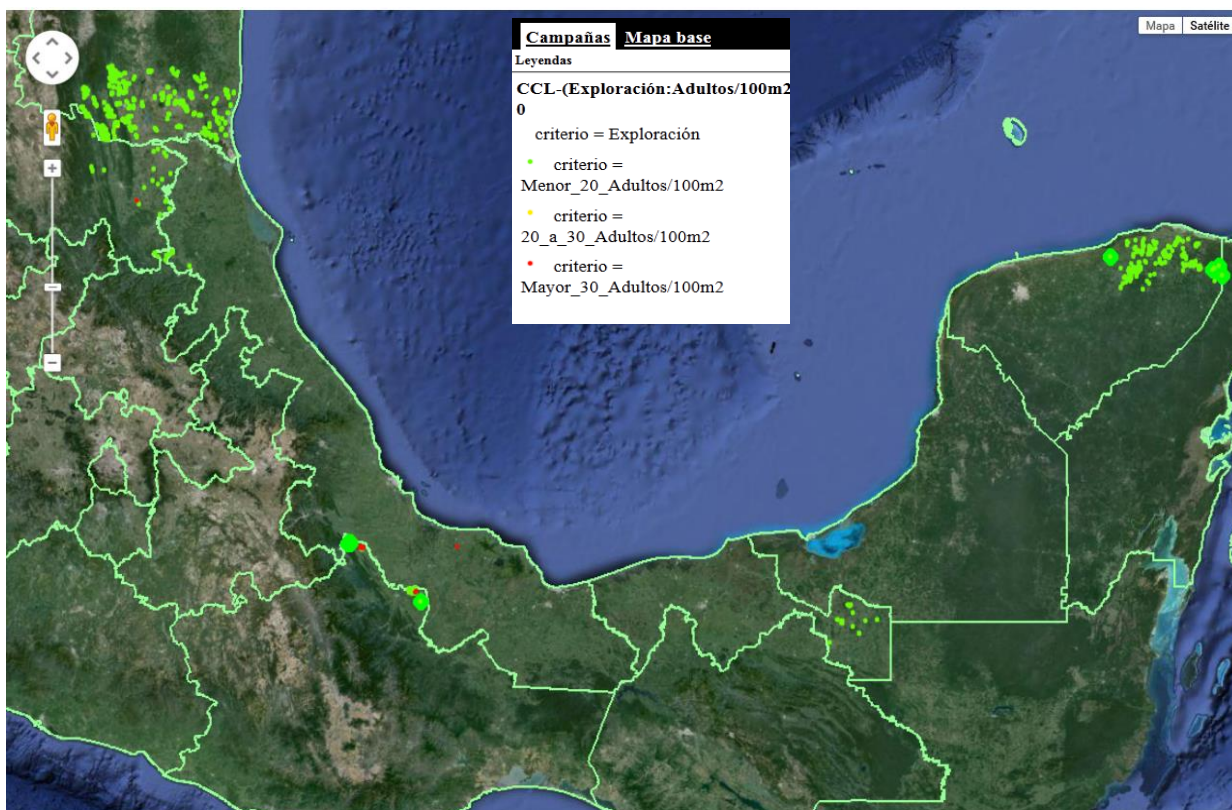 Mapa Satélite
Campañas Mapa base
Leyendas
CCL-(Exploración:Adultos/100m2
0
criterio = Exploración
criterio =
Menor_20_Adultos/100m2
criterio =
20_a_30_Adultos/100m2
criterio =
Mayor_30_Adultos/100m2